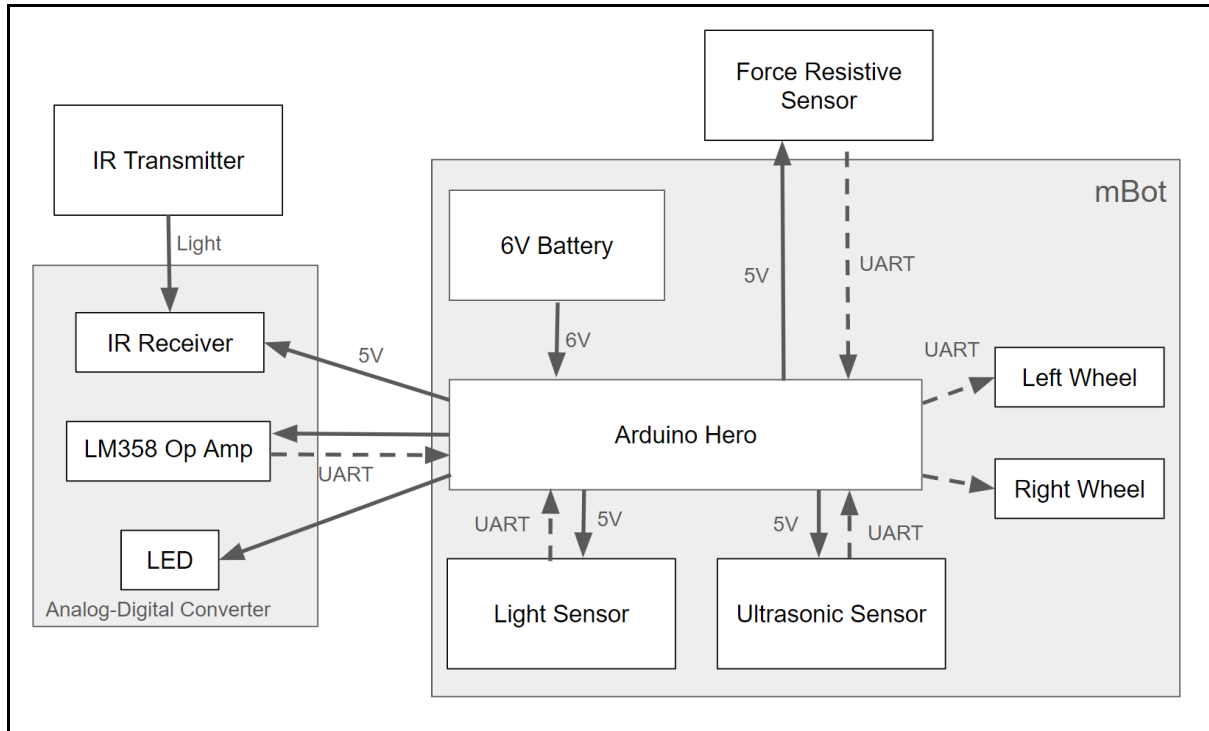 Force Resistive
Sensor
IR Transmitter
mBot
6V Battery
Light
5V
UART
IR Receiver
5V
6V
UART
Left Wheel
LM358 Op Amp
Arduino Hero
UART
Right Wheel
UART
5V
5V
UART
LED
Analog-Digital Converter
Light Sensor
Ultrasonic Sensor